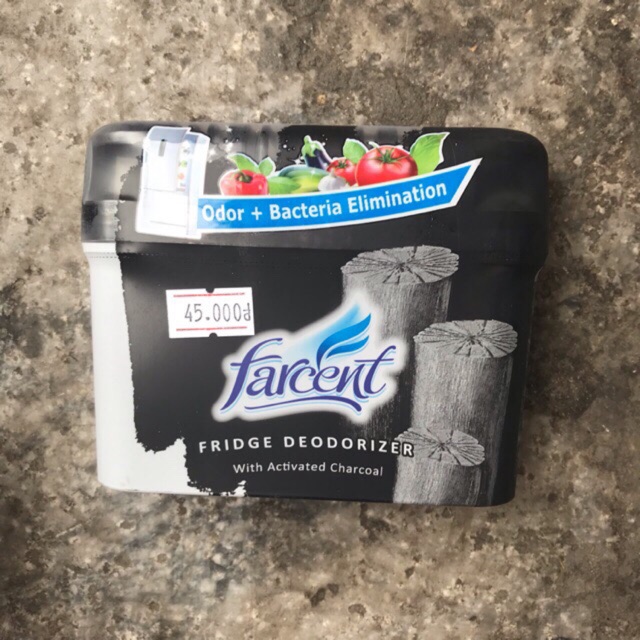 Odor + Bacteria Elimination
45.000đ
farcent
FRIDGE DEODORIZER
With Activated Charcoal